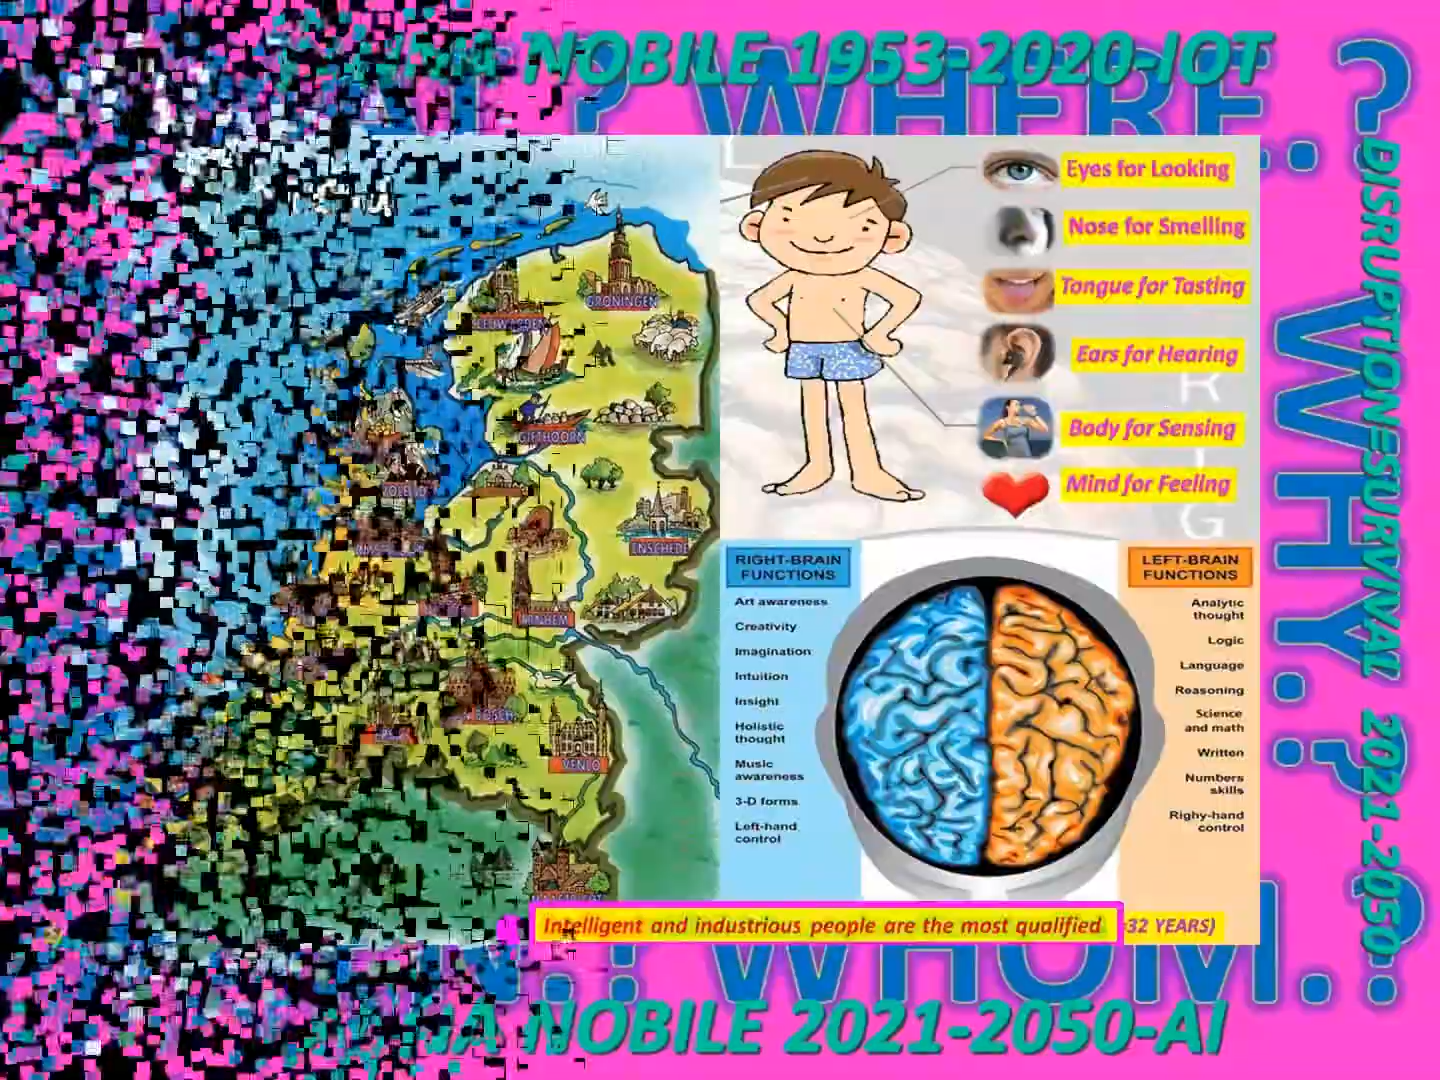 NOBILE 1953-2020-IOT
? WHERE.
?
DISRUPTIONESURVIVAL 2021-2050
WHY.?
Eyes for Looking
Nose for Smelling
Tongue for Tasting
Ears for Hearing
Body for Sensing
Mind for Feeling
R
I
G
GRONINGEN
GIETHOORN
ENSCHEDE
ARNHEM
BOSCH
VENLO
RIGHT-BRAIN
FUNCTIONS
Art awareness
Creativity
Imagination
Intuition
Insight
Holistic
thought
Music
awareness
3-D forms
Left-hand
control
LEFT-BRAIN
FUNCTIONS
Analytic
thought
Logic
Language
Reasoning
Science
and math
Written
Numbers
skills
Righy-hand
control
Intelligent and industrious people are the most qualified
-32 YEARS)
WHOM.?
NOBILE 2021-2050-AI